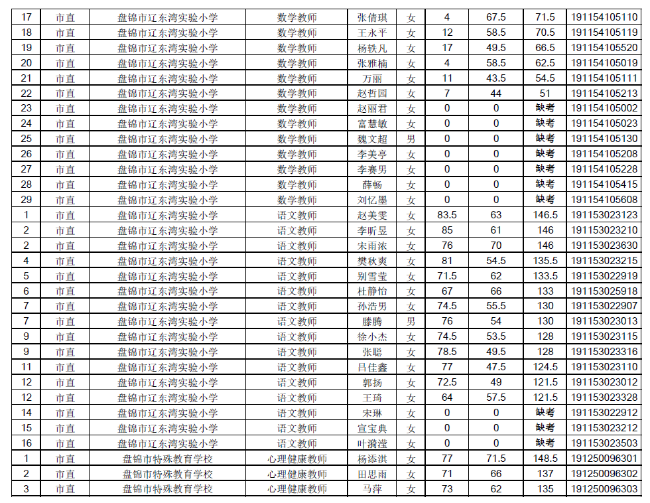 17 市直 盘锦市辽东湾实验小学 数学教师 张倩琪 女 4 67.5 71.5 191154105110
18 市直 盘锦市辽东湾实验小学 数学教师 王永平 女 12 58.5 70.5 191154105119
19 市直 盘锦市辽东湾实验小学 数学教师 杨轶凡 女 17 49.5 66.5 191154105520
20 市直 盘锦市辽东湾实验小学 数学教师 张雅楠 女 4 58.5 62.5 191154105019
21 市直 盘锦市辽东湾实验小学 数学教师 万丽 女 11 43.5 54.5 191154105111
22 市直 盘锦市辽东湾实验小学 数学教师 赵哲园 女 7 44 51 191154105213
23 市直 盘锦市辽东湾实验小学 数学教师 赵丽君 女 0 0 缺考 191154105002
24 市直 盘锦市辽东湾实验小学 数学教师 富慧敏 女 0 0 缺考 191154105023
25 市直 盘锦市辽东湾实验小学 数学教师 魏文超 男 0 0 缺考 191154105130
26 市直 盘锦市辽东湾实验小学 数学教师 李美亭 女 0 0 缺考 191154105208
27 市直 盘锦市辽东湾实验小学 数学教师 李赛男 女 0 0 缺考 191154105228
28 市直 盘锦市辽东湾实验小学 数学教师 薛畅 女 0 0 缺考 191154105415
29 市直 盘锦市辽东湾实验小学 数学教师 刘忆墨 女 0 0 缺考 191154105608
1 市直 盘锦市辽东湾实验小学 语文教师 赵美雯 女 83.5 63 146.5 191153023123
2 市直 盘锦市辽东湾实验小学 语文教师 李昕昱 女 85 61 146 191153023210
2 市直 盘锦市辽东湾实验小学 语文教师 宋雨浓 女 76 70 146 191153023630
4 市直 盘锦市辽东湾实验小学 语文教师 樊秋爽 女 81 54.5 135.5 191153023215
5 市直 盘锦市辽东湾实验小学 语文教师 别雪莹 女 71.5 62 133.5 191153022919
6 市直 盘锦市辽东湾实验小学 语文教师 杜静怡 女 67 66 133 191153025918
7 市直 盘锦市辽东湾实验小学 语文教师 孙浩男 女 74.5 55.5 130 191153022907
7 市直 盘锦市辽东湾实验小学 语文教师 滕腾 男 76 54 130 191153023013
9 市直 盘锦市辽东湾实验小学 语文教师 徐小杰 女 74.5 53.5 128 191153023115
9 市直 盘锦市辽东湾实验小学 语文教师 张聪 女 78.5 49.5 128 191153023316
11 市直 盘锦市辽东湾实验小学 语文教师 吕佳鑫 女 77 47.5 124.5 191153023110
12 市直 盘锦市辽东湾实验小学 语文教师 郭扬 女 72.5 49 121.5 191153023012
12 市直 盘锦市辽东湾实验小学 语文教师 王琦 女 64 57.5 121.5 191153023328
14 市直 盘锦市辽东湾实验小学 语文教师 宋琳 女 0 0 缺考 191153022912
15 市直 盘锦市辽东湾实验小学 语文教师 宣宝典 女 0 0 缺考 191153023212
16 市直 盘锦市辽东湾实验小学 语文教师 叶漪滢 女 0 0 缺考 191153023503
1 市直 盘锦市特殊教育学校 心理健康教师 杨添淇 女 77 71.5 148.5 191250096301
2 市直 盘锦市特殊教育学校 心理健康教师 田思雨 女 71 66 137 191250096302
3 市直 盘锦市特殊教育学校 心理健康教师 马萍 女 73 62 135 191250096303